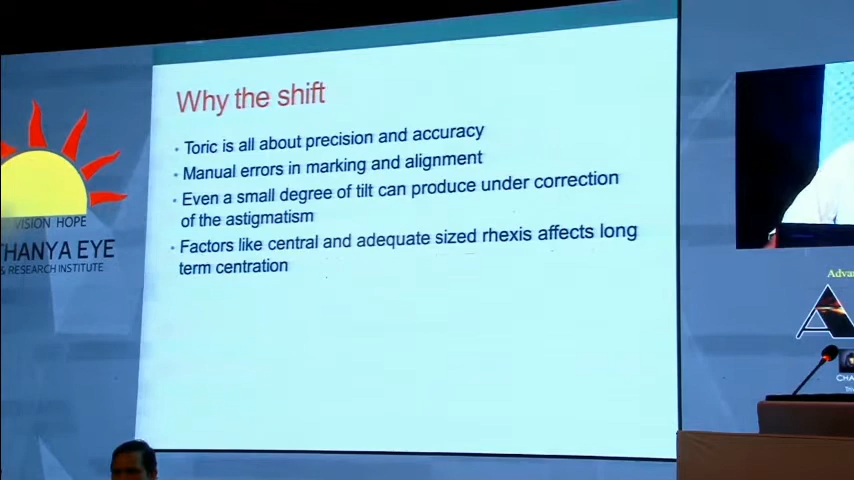 Why the shift
• Toric is all about precision and accuracy
• Manual errors in marking and alignment
• Even a small degree of tilt can produce under correction
of the astigmatism
• Factors like central and adequate sized rhexis affects long
term centration
VISION HOPE
THANYA EYE
& RESEARCH INSTITUTE
Adva
A
CHA